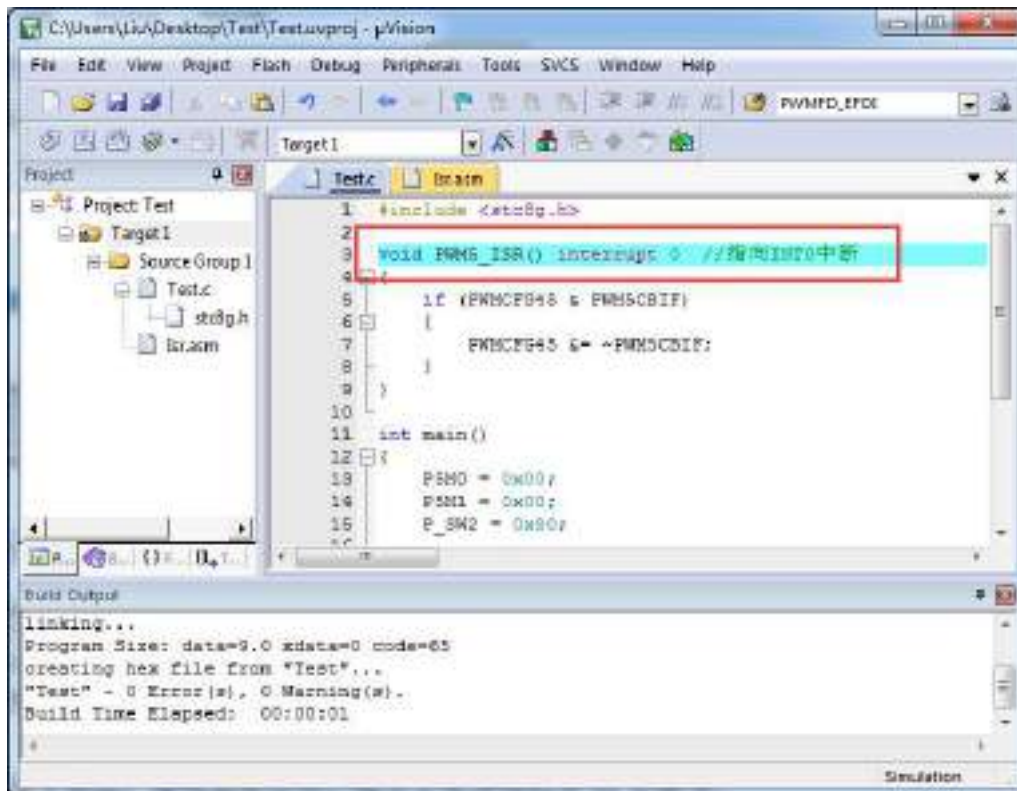 C:\Users\Liu\Desktop\Test\Test.uvproj - µVision
File Edit View Project Flash Debug Peripherals Tools SVCS Window Help
PWMFD_EFDI
Target 1
Project
Test.c isr.asm
Project: Test
Target 1
Source Group 1
Test.c
stc8g.h
isr.asm
1 #include <stc8g.h>
2
3 void PWM5_ISR() interrupt 0 //指向INT0中断
4 {
5 if (PWMCFG45 & PWM5CBIF)
6 {
7 PWMCFG45 &= ~PWM5CBIF;
8 }
9 }
10
11 int main()
12 {
13 P5M0 = 0x00;
14 P5M1 = 0x00;
15 P_SW2 = 0x80;
Build Output
linking...
Program Size: data=9.0 xdata=0 code=65
creating hex file from "Test"...
"Test" - 0 Error(s), 0 Warning(s).
Build Time Elapsed: 00:00:01
Simulation